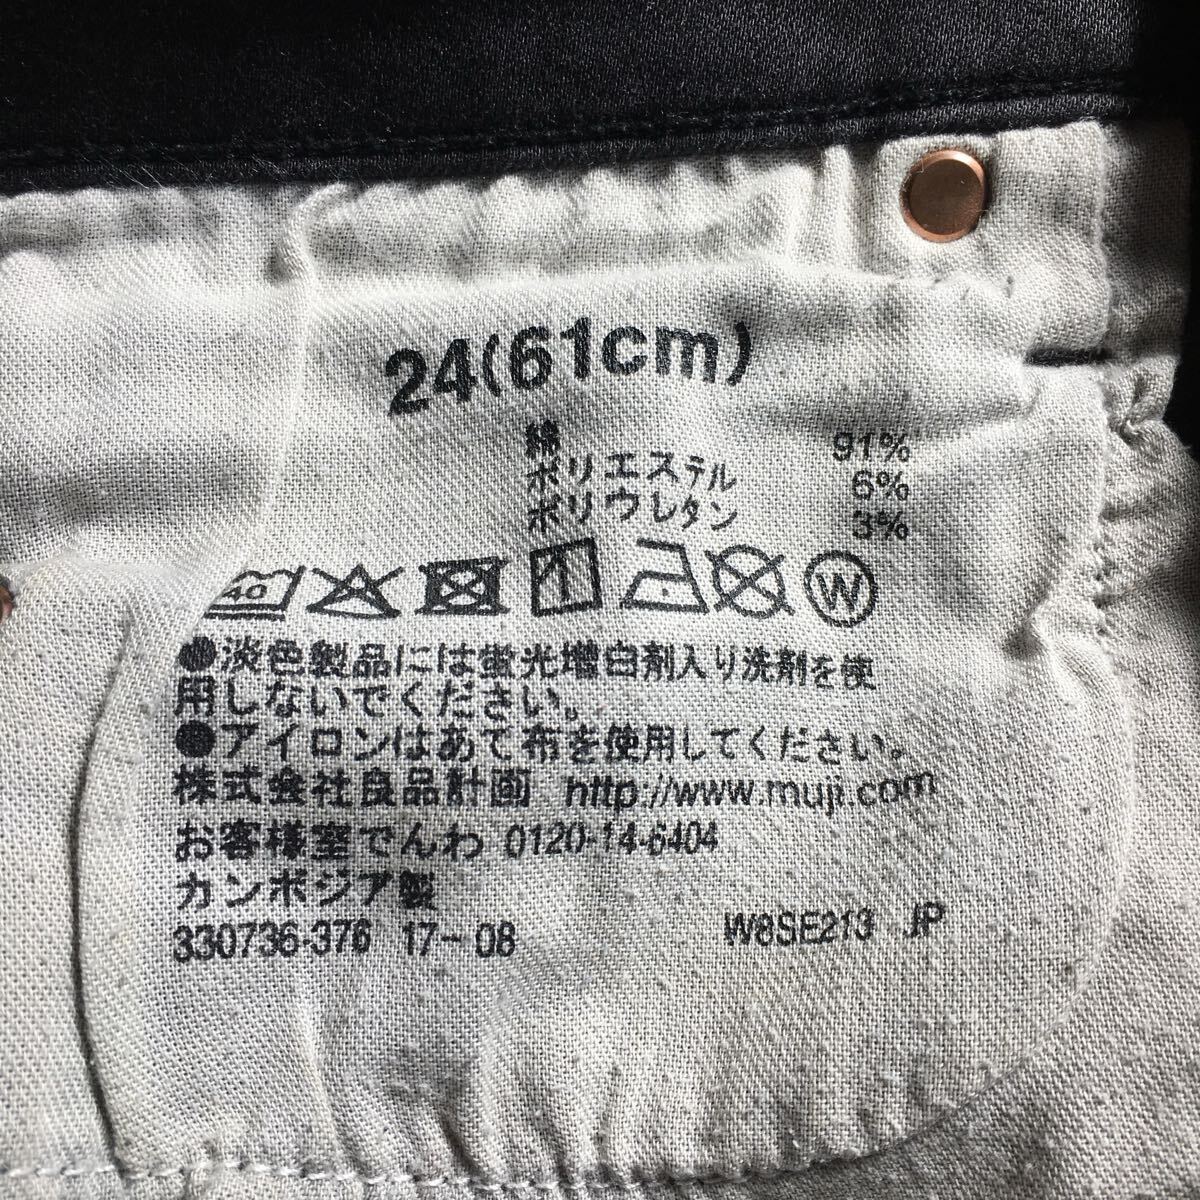 24(61cm)
綿 91%
ポリエステル 6%
ポリウレタン 3%
40 W
●淡色製品には蛍光増白剤入り洗剤を使
用しないでください。
●アイロンはあて布を使用してください。
株式会社良品計画 http://www.muji.com
お客様室でんわ 0120-14-6404
カンボジア製
330736-376 17-08 W8SE213 JP